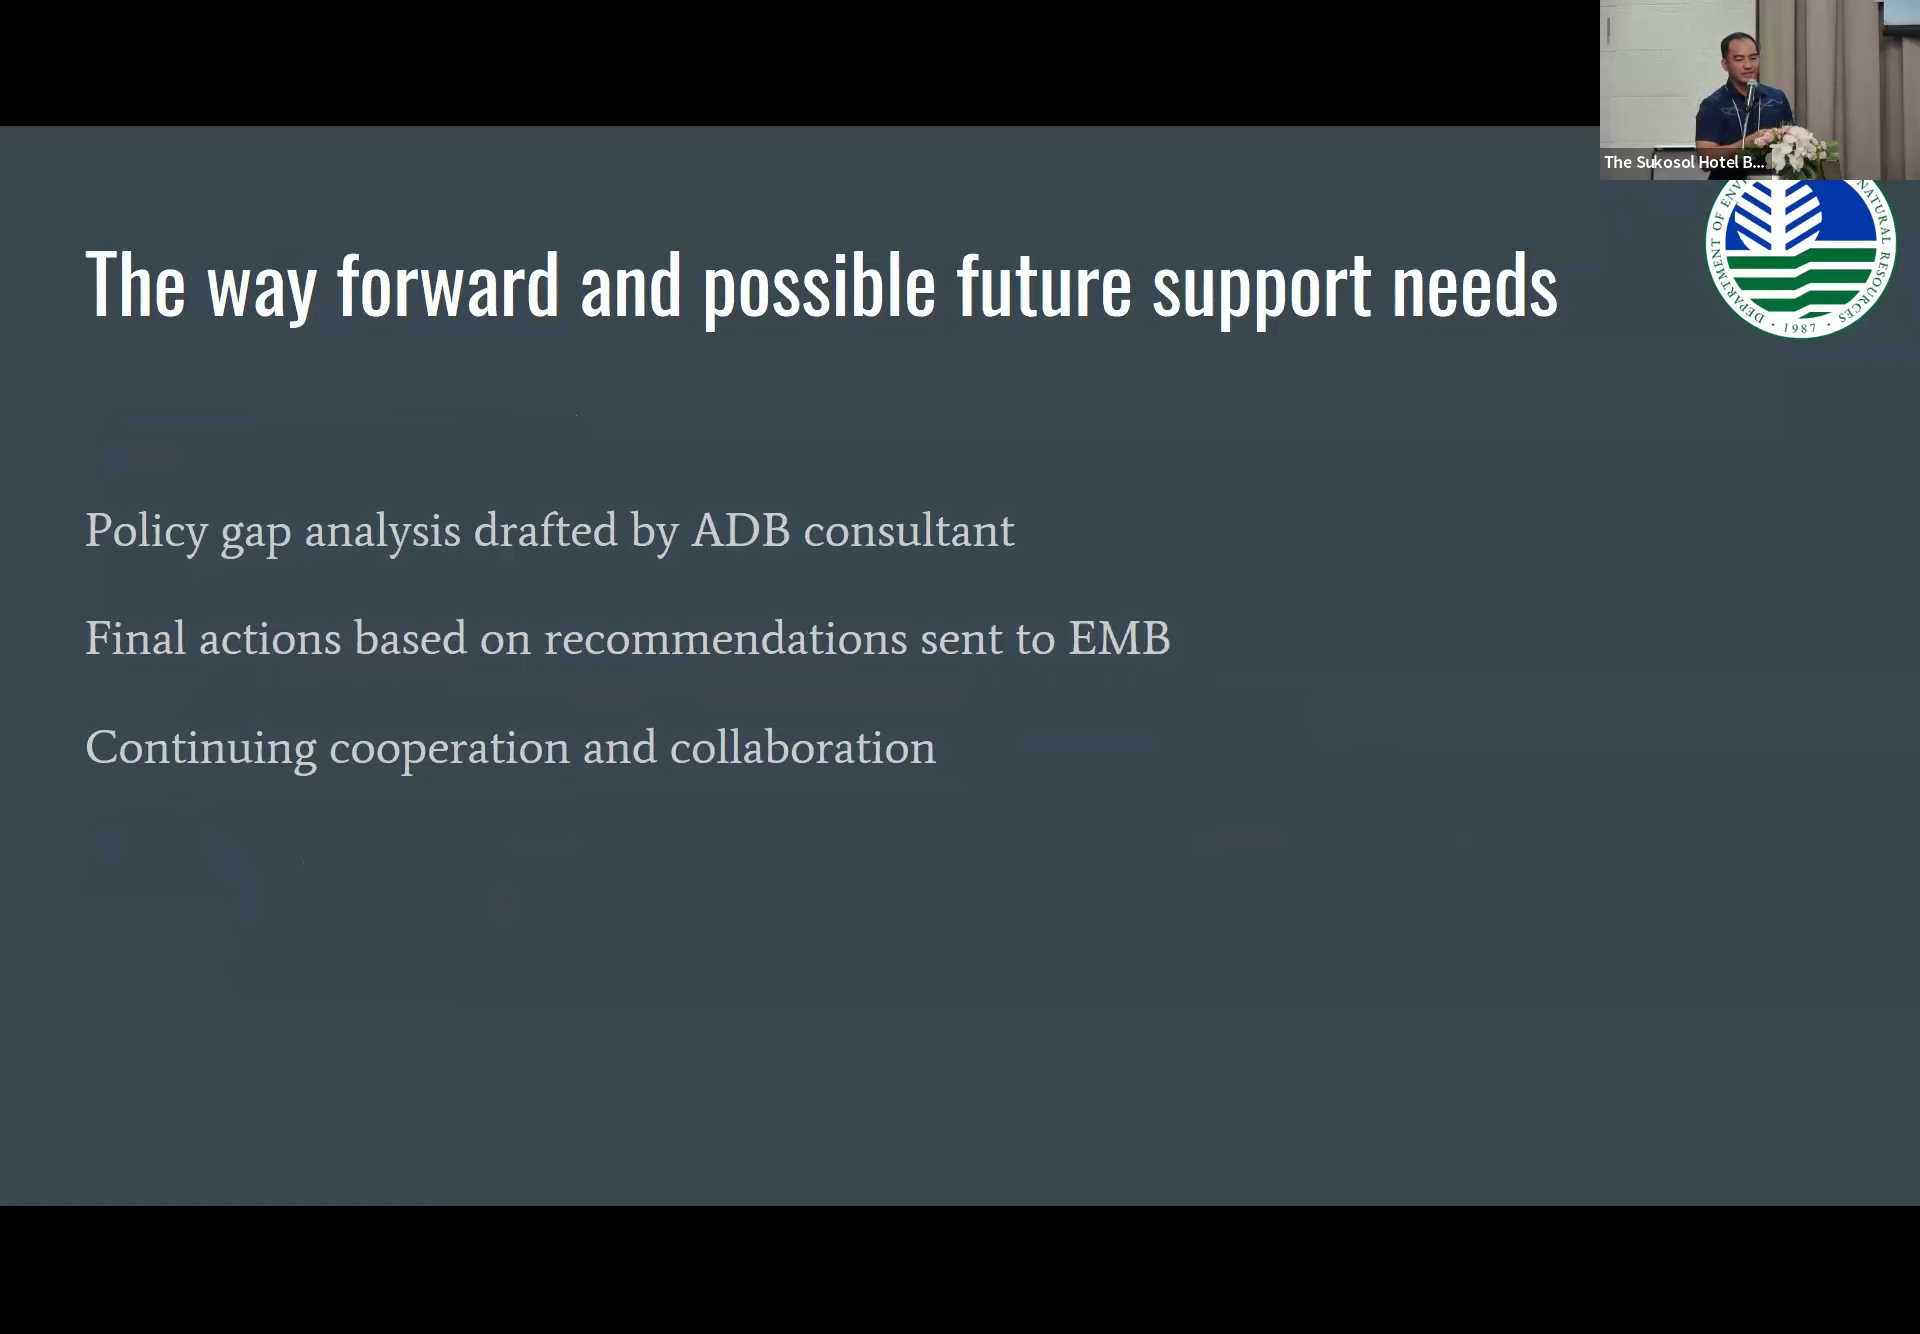 The Sukosol Hotel B...
DEPARTMENT OF ENVI
NATURAL RESOURCES
1987
The way forward and possible future support needs
Policy gap analysis drafted by ADB consultant
Final actions based on recommendations sent to EMB
Continuing cooperation and collaboration